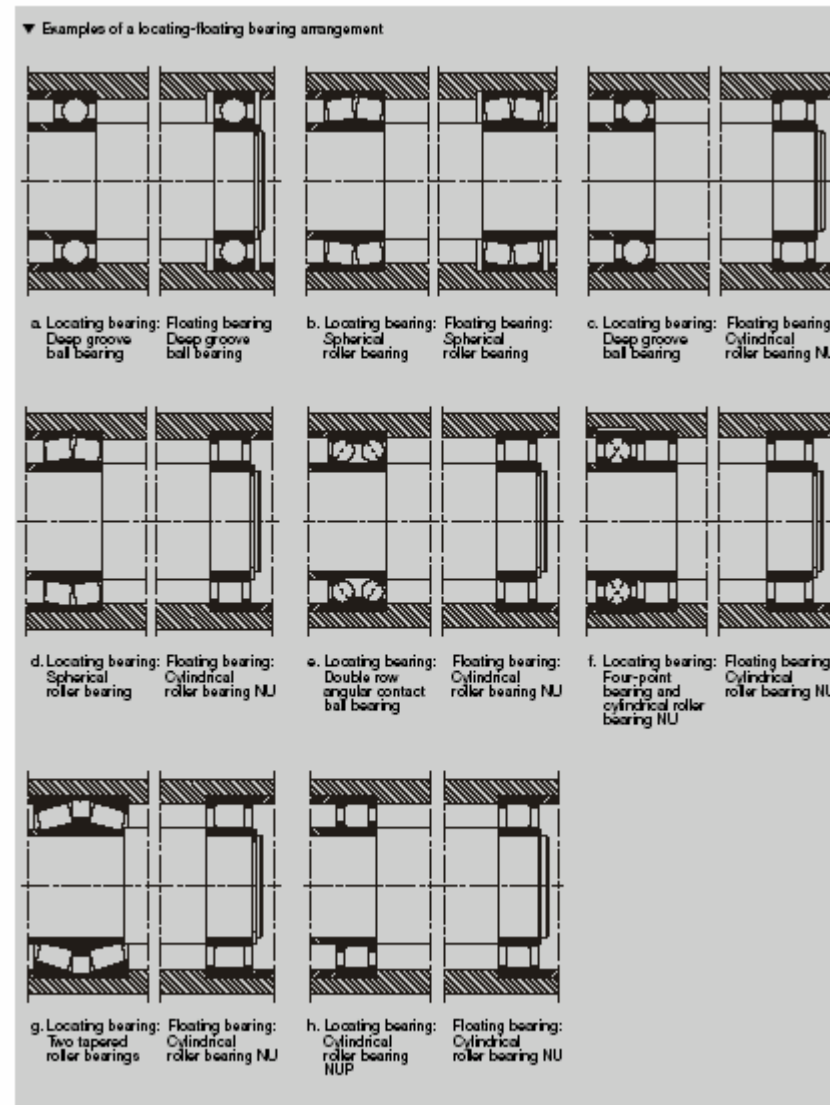 ▼ Examples of a locating-floating bearing arrangement
a. Locating bearing:
Deep groove
ball bearing
Floating bearing
Deep groove
ball bearing
b. Locating bearing:
Spherical
roller bearing
Floating bearing:
Spherical
roller bearing
c. Locating bearing:
Deep groove
ball bearing
Floating bearing
Cylindrical
roller bearing NU
d. Locating bearing:
Spherical
roller bearing
Floating bearing:
Cylindrical
roller bearing NU
e. Locating bearing:
Double row
angular contact
ball bearing
Floating bearing:
Cylindrical
roller bearing NU
f. Locating bearing:
Four-point
bearing and
cylindrical roller
bearing NU
Floating bearing
Cylindrical
roller bearing NU
g. Locating bearing:
Two tapered
roller bearings
Floating bearing:
Cylindrical
roller bearing NU
h. Locating bearing:
Cylindrical
roller bearing
NUP
Floating bearing:
Cylindrical
roller bearing NU